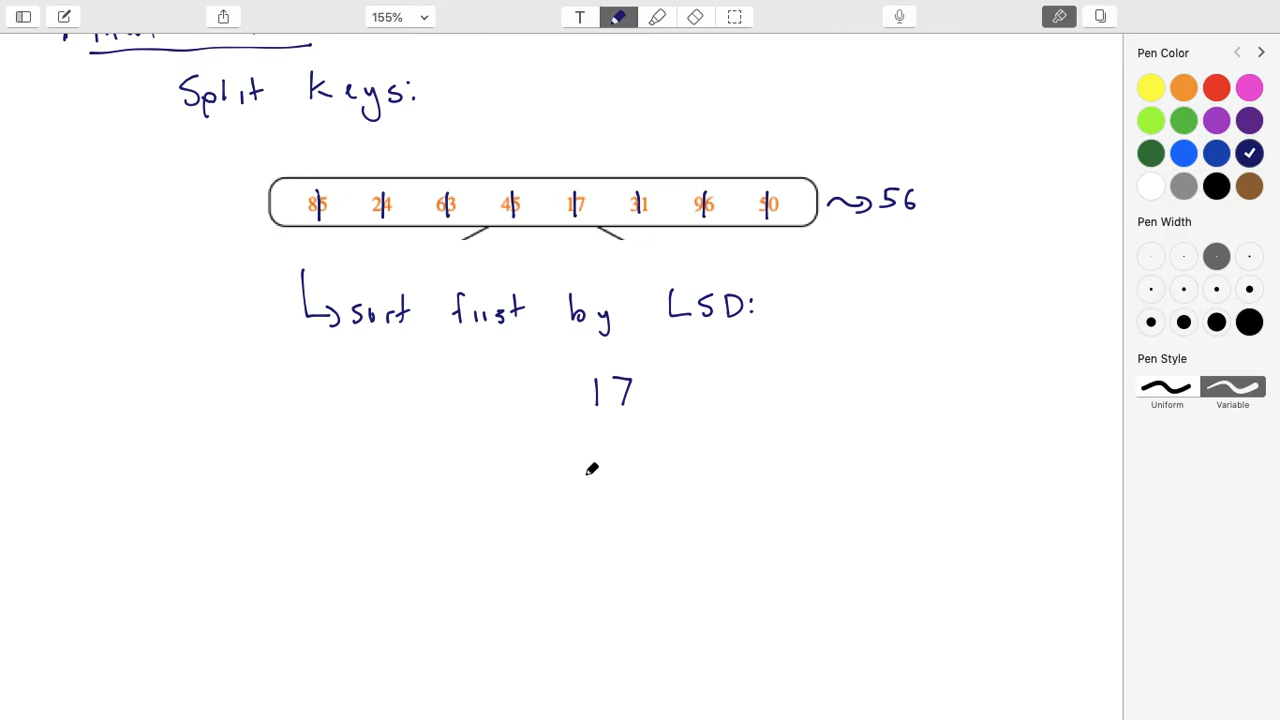 155%
T
Pen Color
Split keys:
85 24 63 45 17 31 96 50 56
Pen Width
sort first by LSD:
Pen Style
17
Uniform Variable